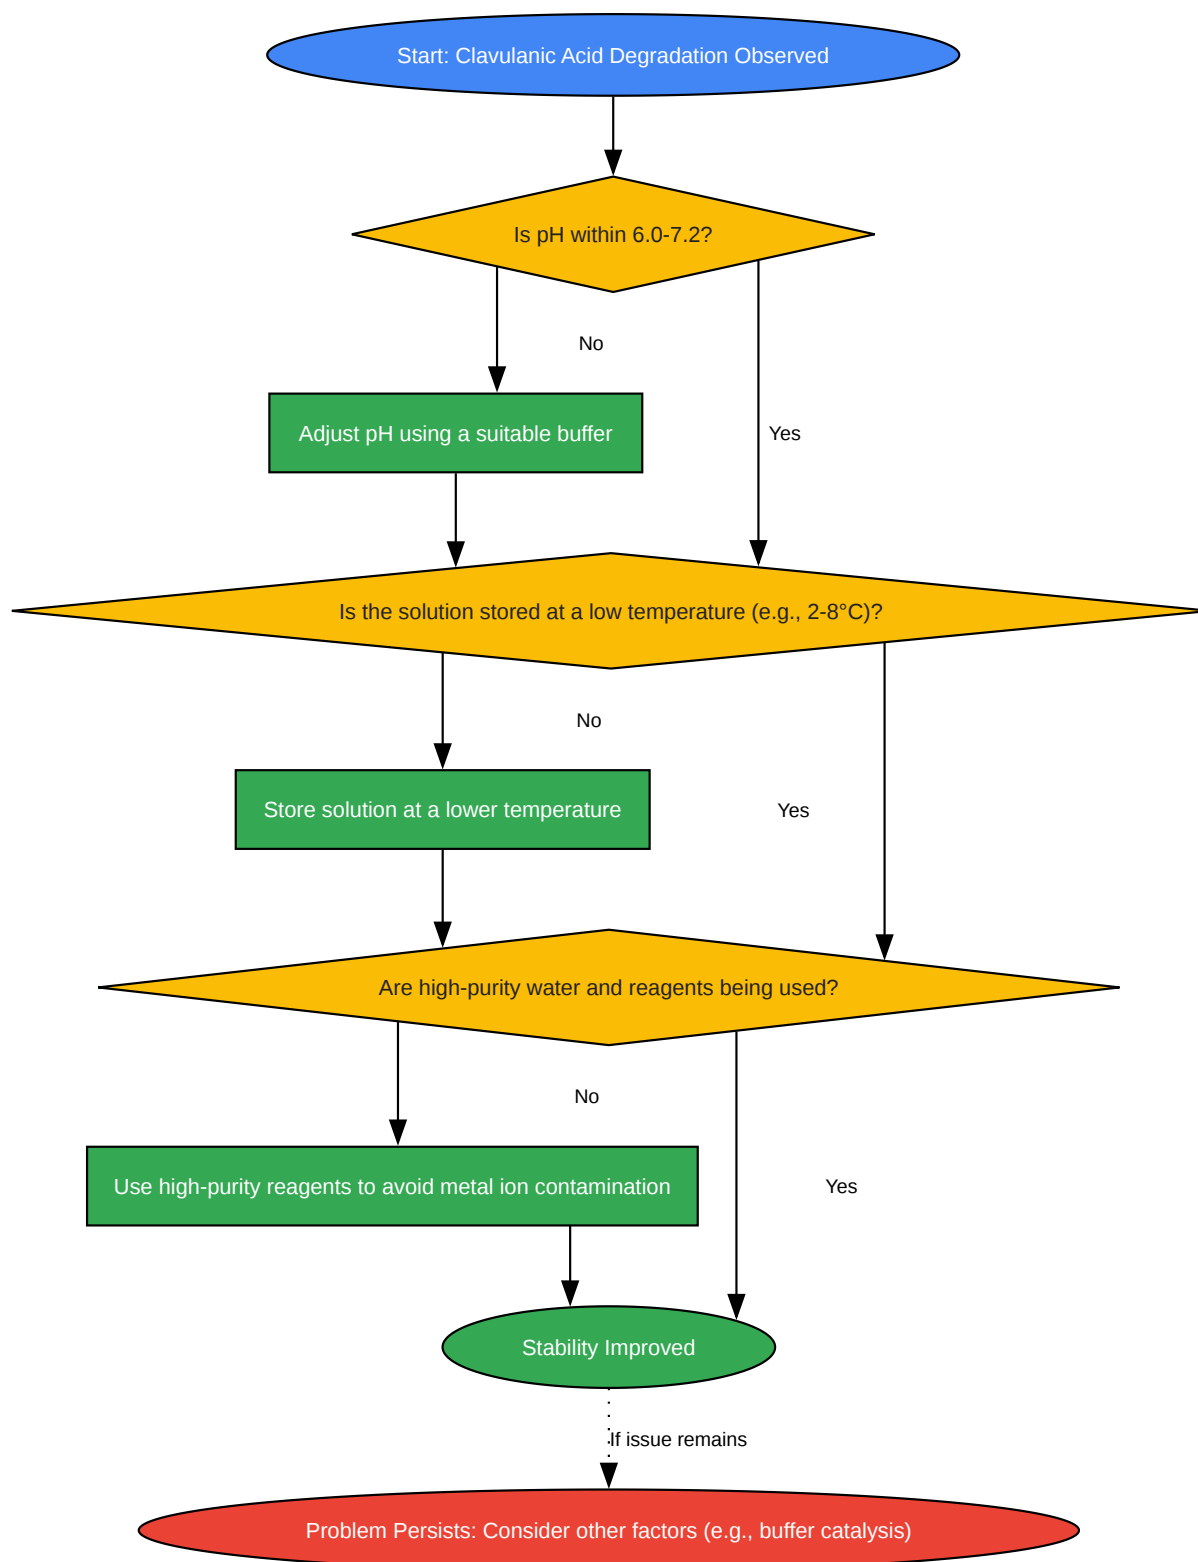 Start: Clavulanic Acid Degradation Observed
Is pH within 6.0-7.2?
No
Adjust pH using a suitable buffer
Yes
Is the solution stored at a low temperature (e.g., 2-8°C)?
No
Store solution at a lower temperature
Yes
Are high-purity water and reagents being used?
No
Use high-purity reagents to avoid metal ion contamination
Yes
Stability Improved
If issue remains
Problem Persists: Consider other factors (e.g., buffer catalysis)